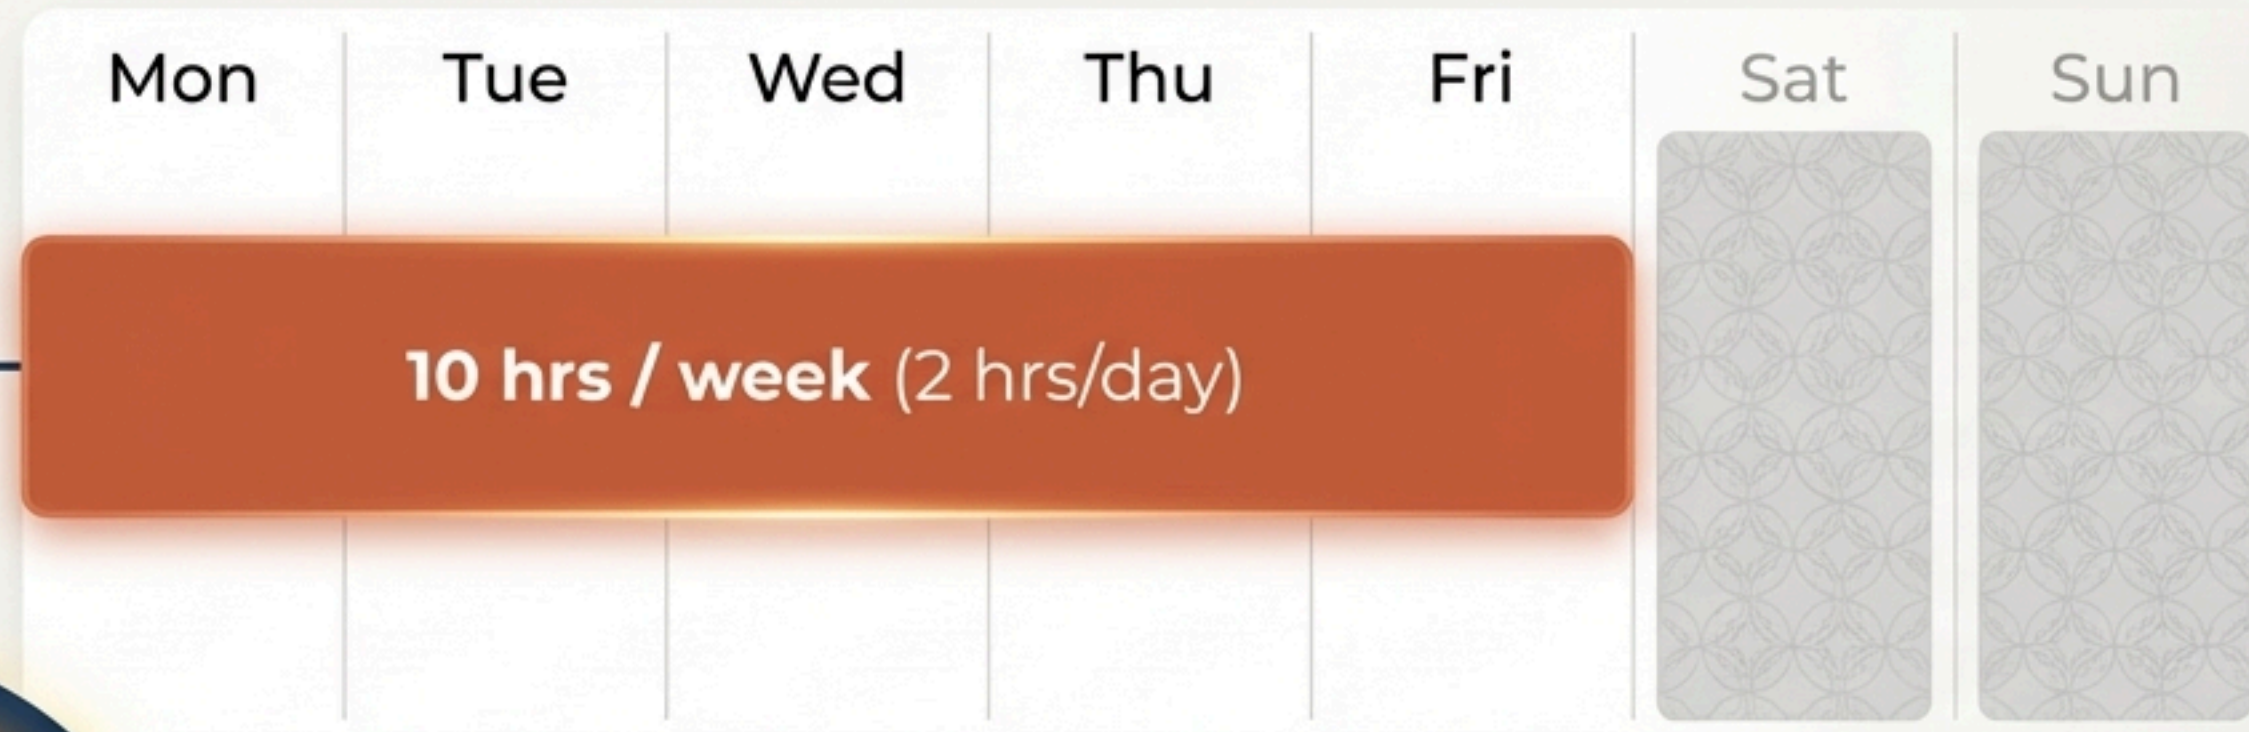 Mon Tue Wed Thu Fri Sat Sun
10 hrs / week (2 hrs/day)